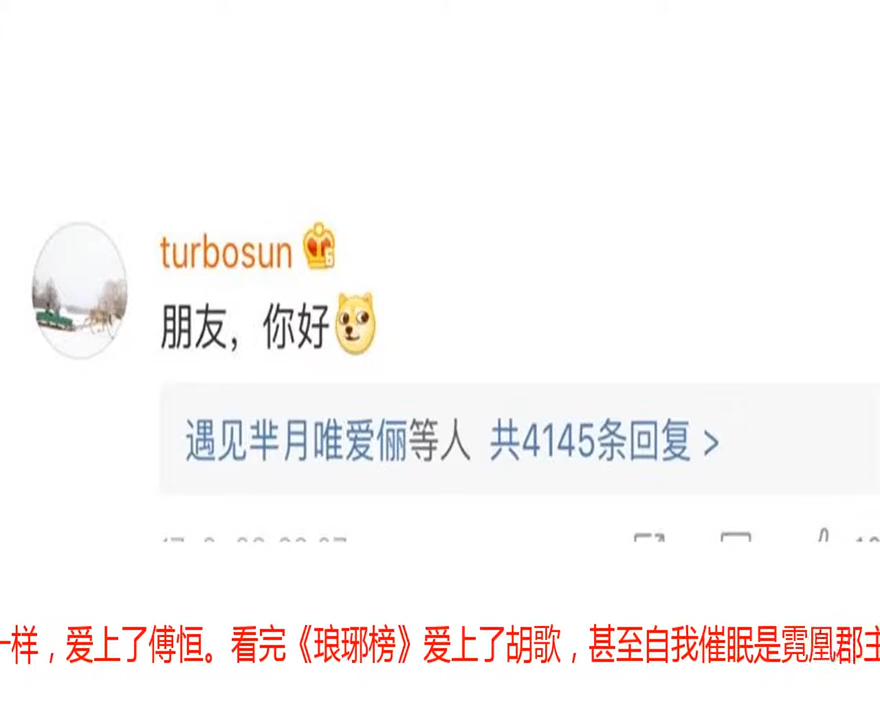 turbosun
朋友，你好
遇见芈月唯爱俪等人 共4145条回复 >
一样，爱上了傅恒。看完《琅琊榜》爱上了胡歌，甚至自我催眠是霓凰郡主